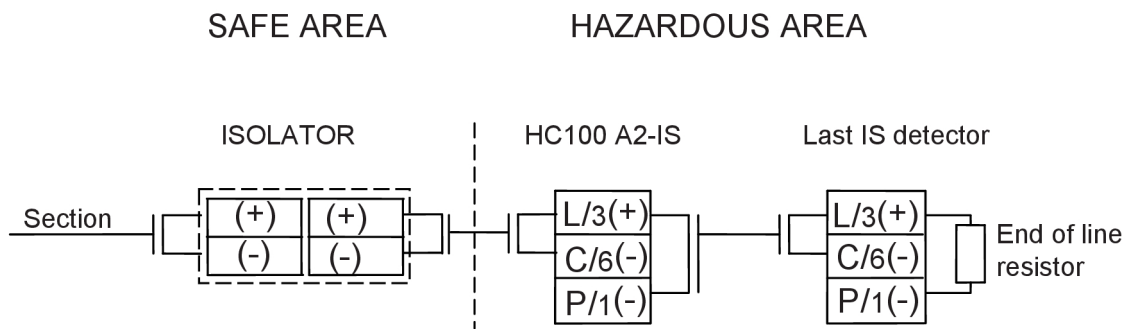 SAFE AREA
HAZARDOUS AREA
ISOLATOR
HC100 A2-IS
Last IS detector
Section
(+)
(+)
(-)
(-)
L/3(+)
C/6(-)
P/1(-)
L/3(+)
C/6(-)
P/1(-)
End of line
resistor